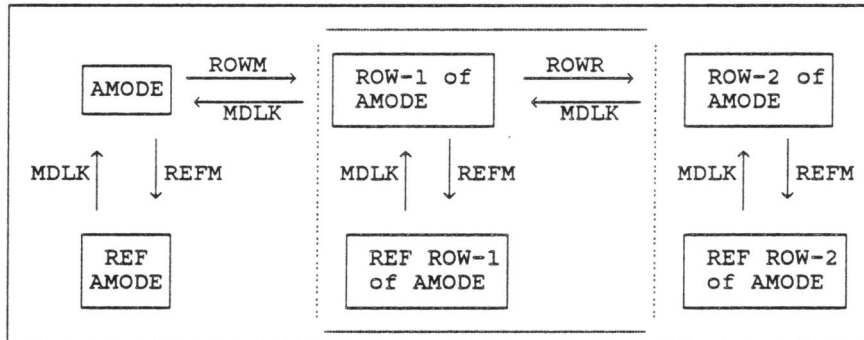 ROWM
ROWR
AMODE
ROW-1 of
AMODE
ROW-2 of
AMODE
MDLK
MDLK
MDLK
REFM
MDLK
REFM
MDLK
REFM
REF
AMODE
REF ROW-1
of AMODE
REF ROW-2
of AMODE